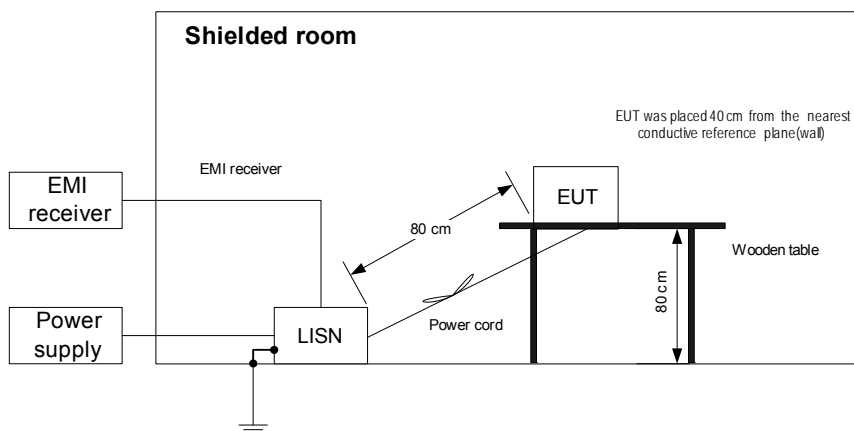 Shielded room
EUT was placed 40 cm from the nearest
conductive reference plane(wall)
EMI receiver
EMI
receiver
EUT
80 cm
Wooden table
80 cm
Power
supply
LISN
Power cord